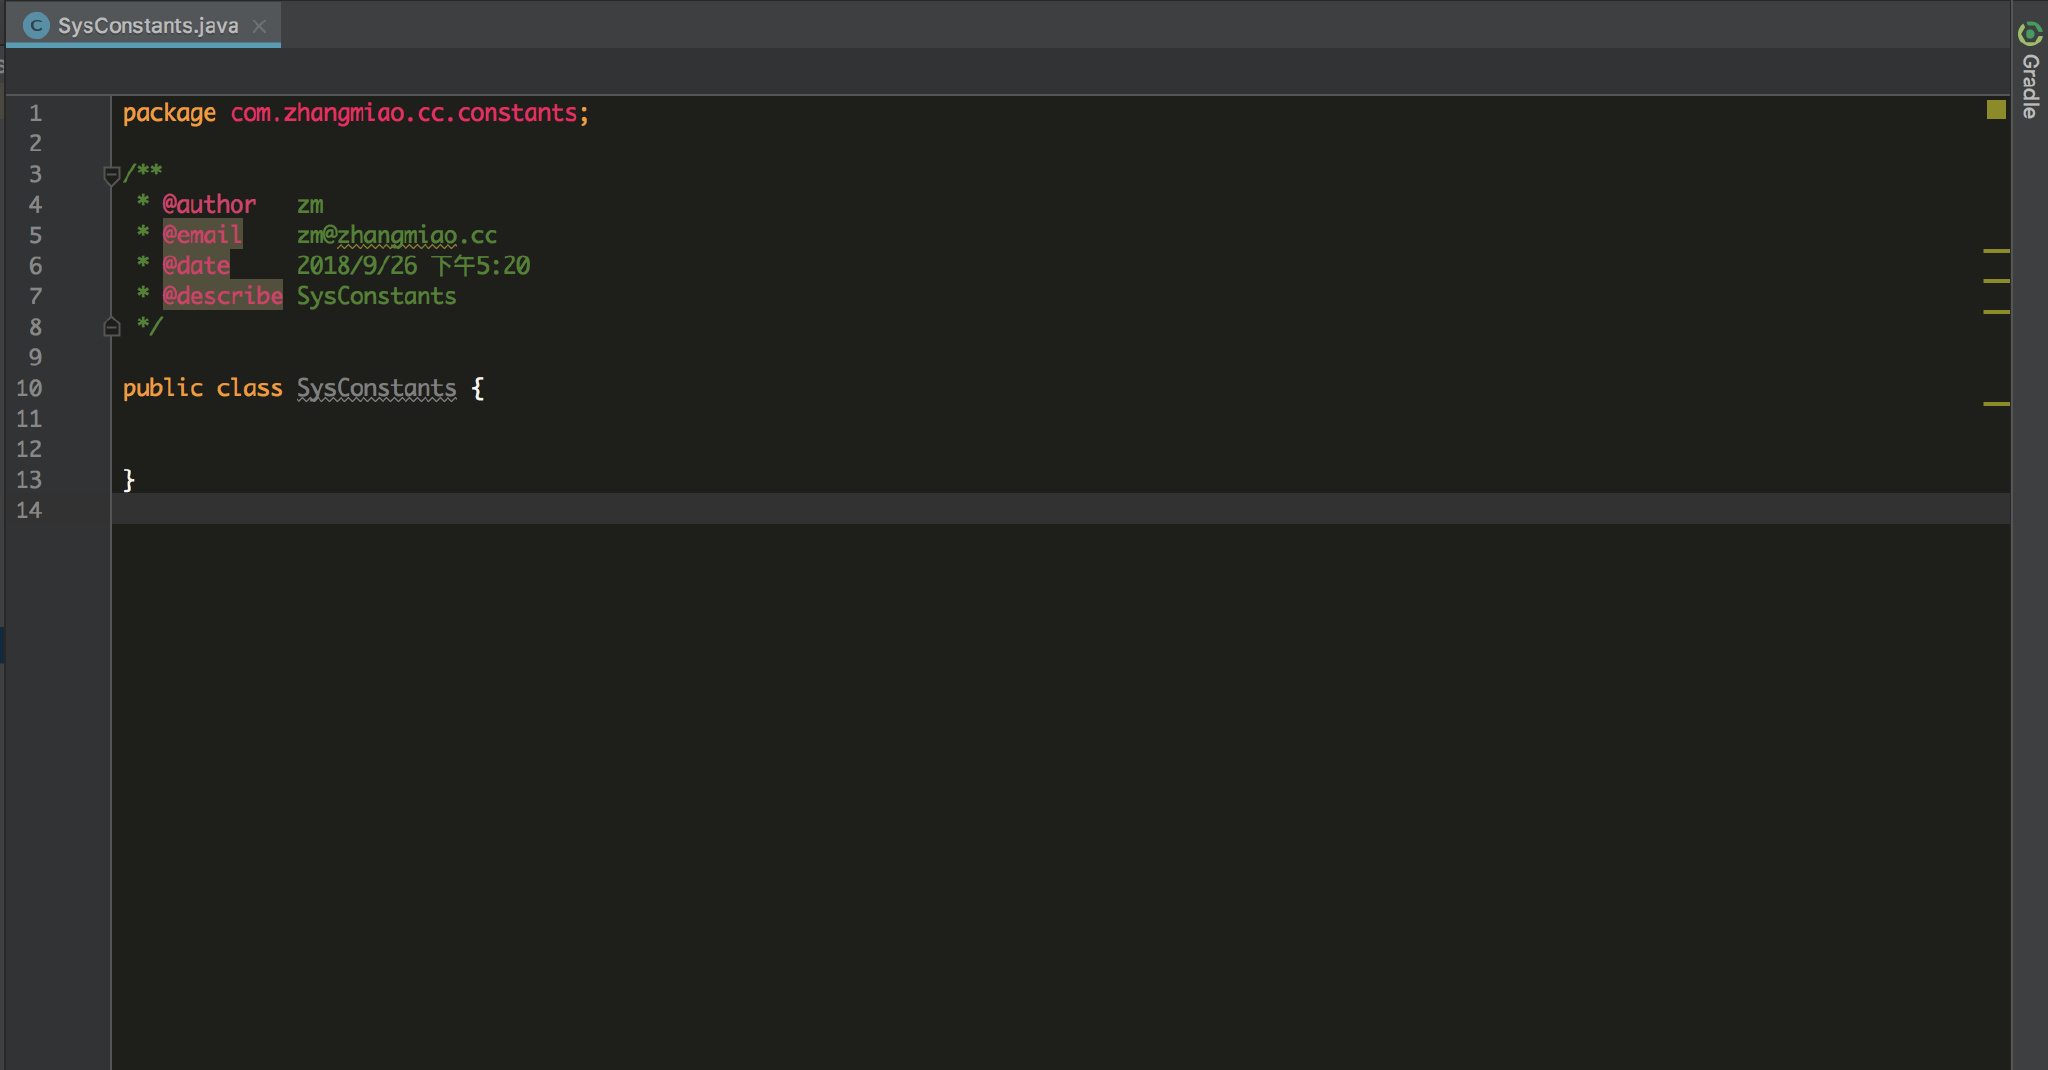 SysConstants.java
Gradle
1 package com.zhangmiao.cc.constants;
2
3 /**
4  * @author   zm
5  * @email    zm@zhangmiao.cc
6  * @date     2018/9/26 下午5:20
7  * @describe SysConstants
8  */
9
10 public class SysConstants {
11
12
13 }
14